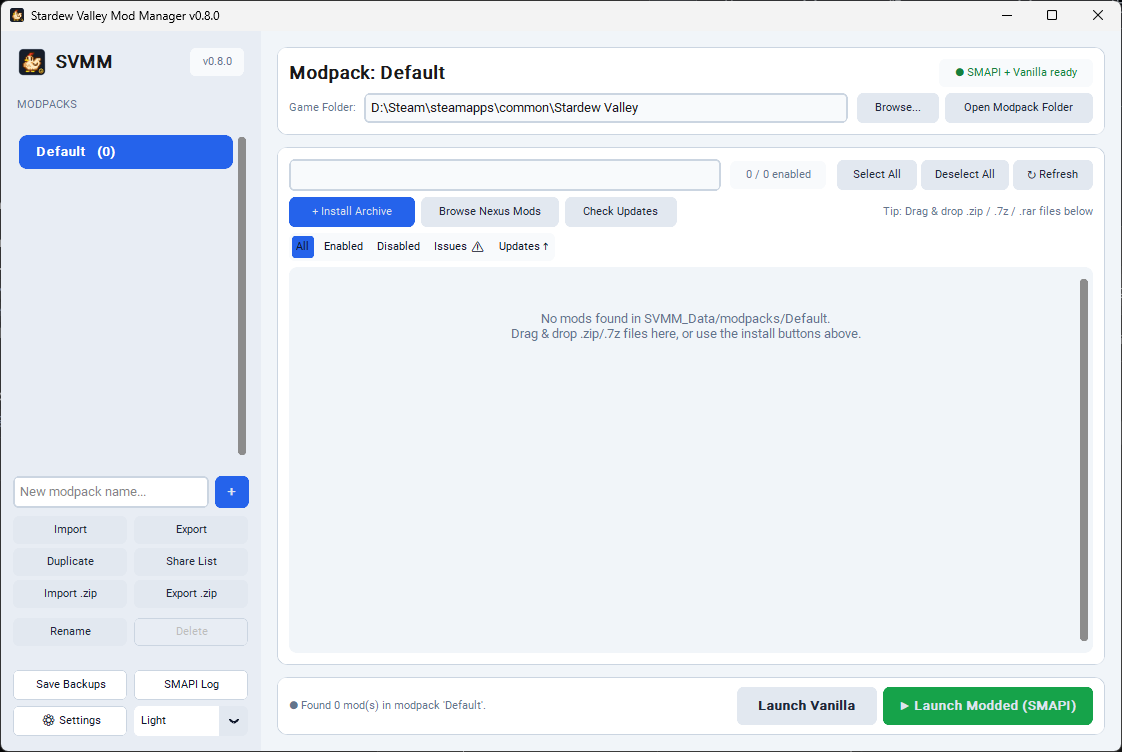 Stardew Valley Mod Manager v0.8.0
SVMM
v0.8.0
MODPACKS
Default (0)
New modpack name...
+
Import
Export
Duplicate
Share List
Import .zip
Export .zip
Rename
Delete
Save Backups
SMAPI Log
⚙ Settings
Light
Modpack: Default
● SMAPI + Vanilla ready
Game Folder:
D:\Steam\steamapps\common\Stardew Valley
Browse...
Open Modpack Folder
0 / 0 enabled
Select All
Deselect All
↻ Refresh
+ Install Archive
Browse Nexus Mods
Check Updates
Tip: Drag & drop .zip / .7z / .rar files below
All
Enabled
Disabled
Issues ⚠
Updates ↑
No mods found in SVMM_Data/modpacks/Default.
Drag & drop .zip/.7z files here, or use the install buttons above.
● Found 0 mod(s) in modpack 'Default'.
Launch Vanilla
▶ Launch Modded (SMAPI)